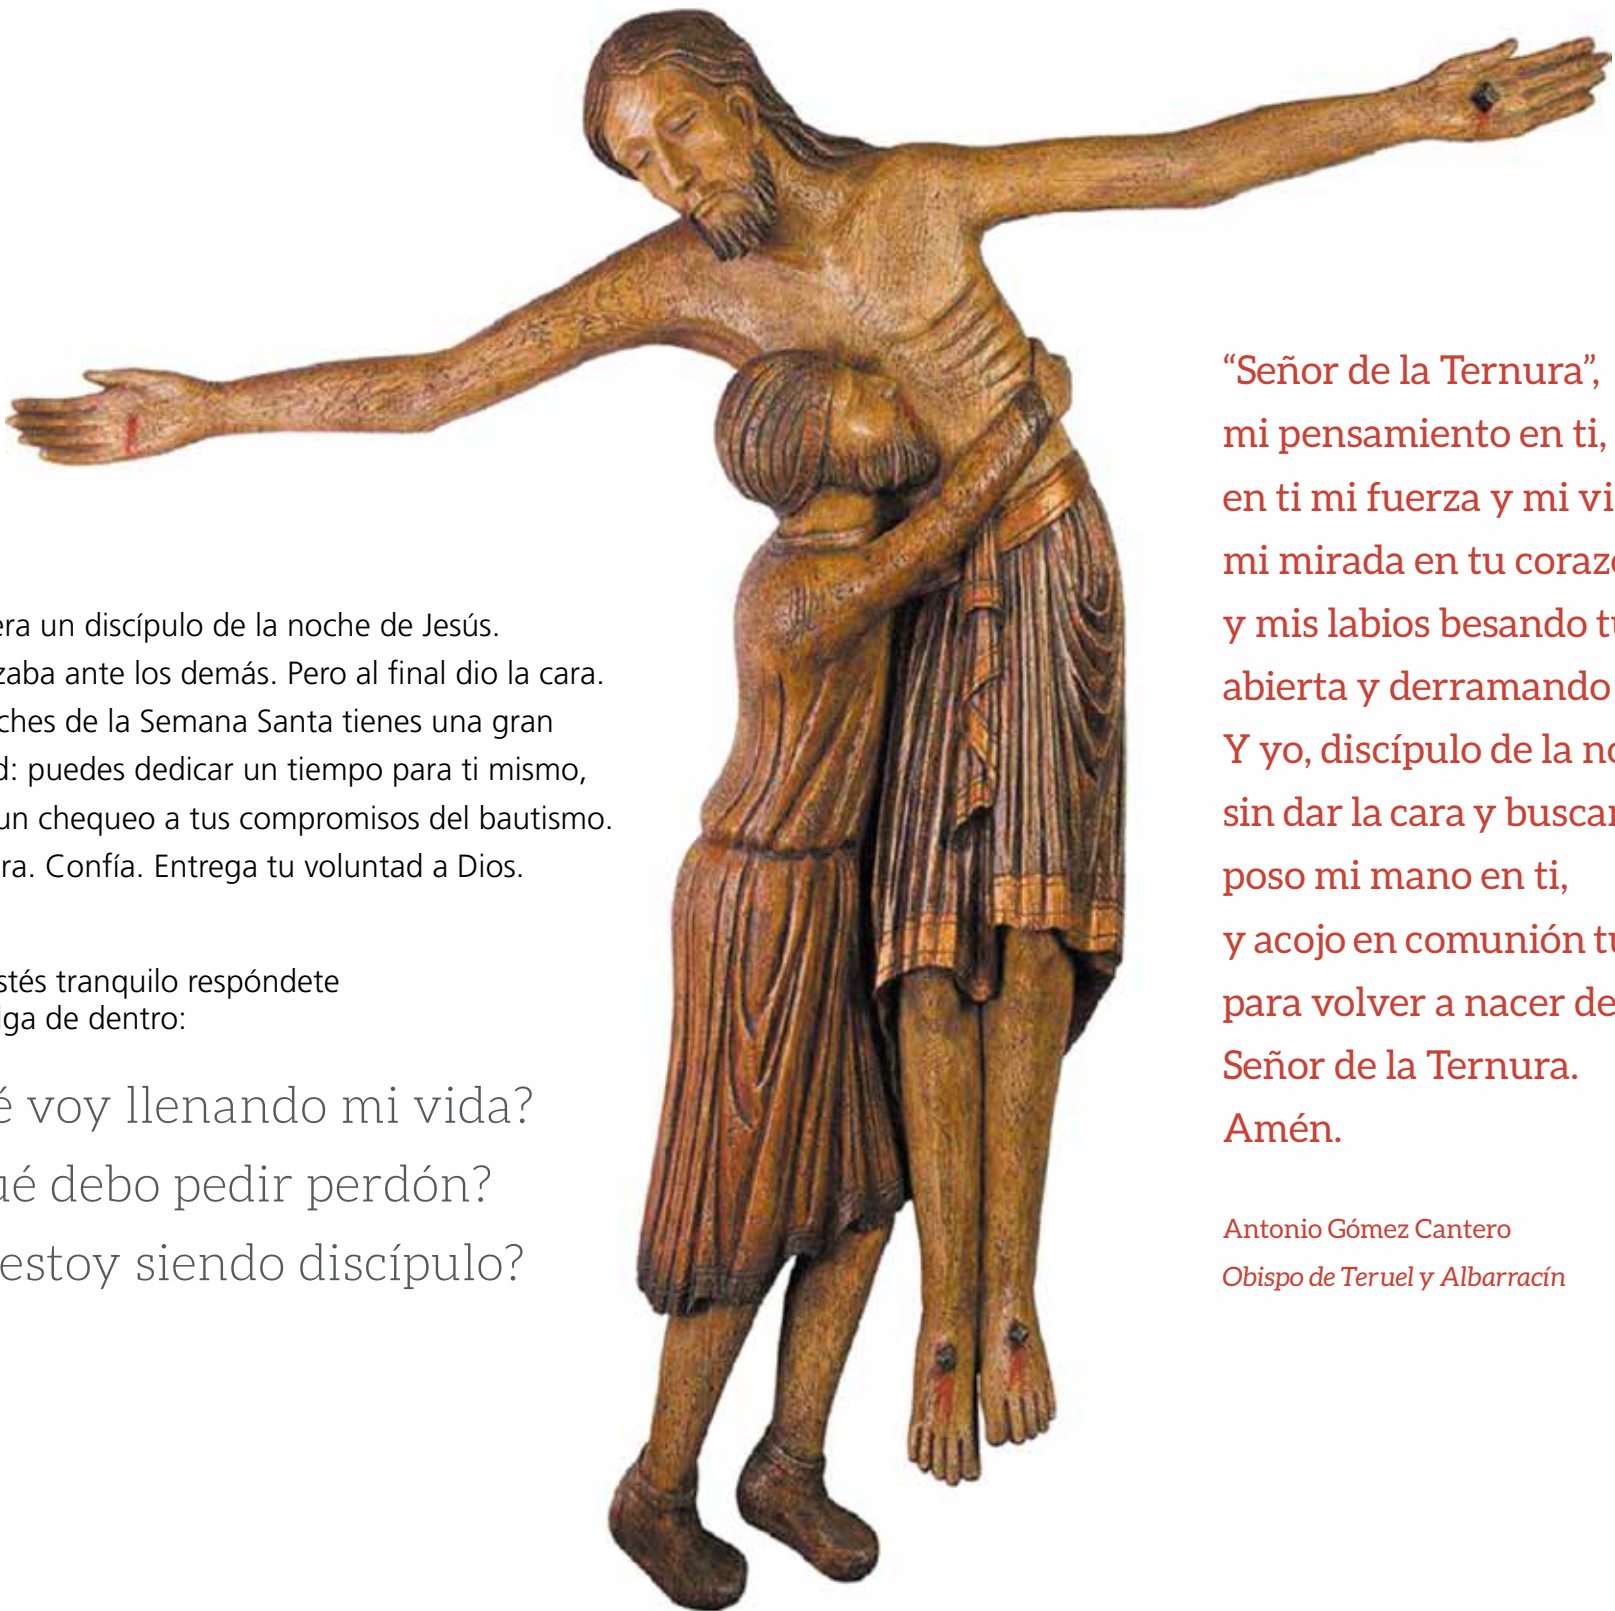 era un discípulo de la noche de Jesús.
zaba ante los demás. Pero al final dio la cara.
ches de la Semana Santa tienes una gran
d: puedes dedicar un tiempo para ti mismo,
un chequeo a tus compromisos del bautismo.
ra. Confía. Entrega tu voluntad a Dios.
stés tranquilo respóndete
lga de dentro:
é voy llenando mi vida?
ué debo pedir perdón?
estoy siendo discípulo?
“Señor de la Ternura”,
mi pensamiento en ti,
en ti mi fuerza y mi vi
mi mirada en tu coraz
y mis labios besando t
abierta y derramando
Y yo, discípulo de la no
sin dar la cara y busca
poso mi mano en ti,
y acojo en comunión t
para volver a nacer de
Señor de la Ternura.
Amén.
Antonio Gómez Cantero
Obispo de Teruel y Albarracín